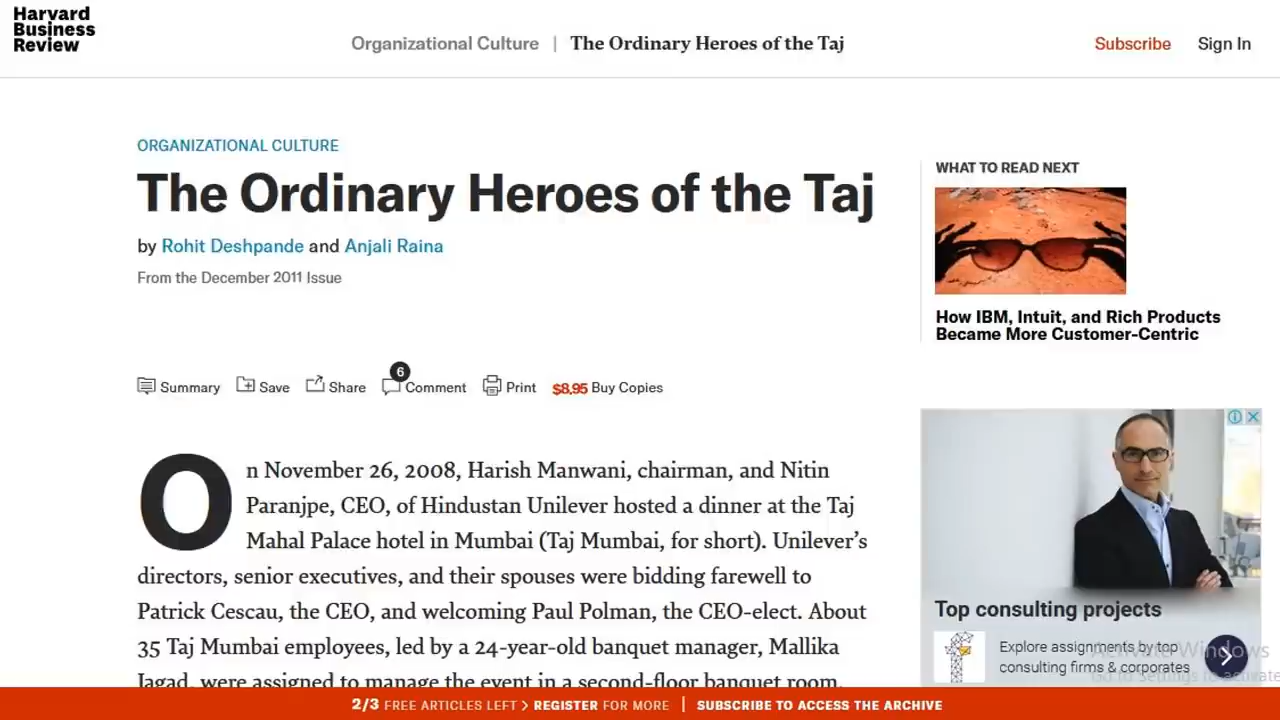 Harvard
Business
Review
Organizational Culture | The Ordinary Heroes of the Taj
Subscribe Sign In
ORGANIZATIONAL CULTURE
The Ordinary Heroes of the Taj
by Rohit Deshpande and Anjali Raina
From the December 2011 Issue
Summary Save Share 6 Comment Print $8.95 Buy Copies
On November 26, 2008, Harish Manwani, chairman, and Nitin
Paranjpe, CEO, of Hindustan Unilever hosted a dinner at the Taj
Mahal Palace hotel in Mumbai (Taj Mumbai, for short). Unilever's
directors, senior executives, and their spouses were bidding farewell to
Patrick Cescau, the CEO, and welcoming Paul Polman, the CEO-elect. About
35 Taj Mumbai employees, led by a 24-year-old banquet manager, Mallika
Jagad, were assigned to manage the event in a second-floor banquet room.
WHAT TO READ NEXT
How IBM, Intuit, and Rich Products
Became More Customer-Centric
Top consulting projects
Explore assignments by top
consulting firms & corporates
Activate Windows
Go to Settings to activate
2/3 FREE ARTICLES LEFT > REGISTER FOR MORE | SUBSCRIBE TO ACCESS THE ARCHIVE